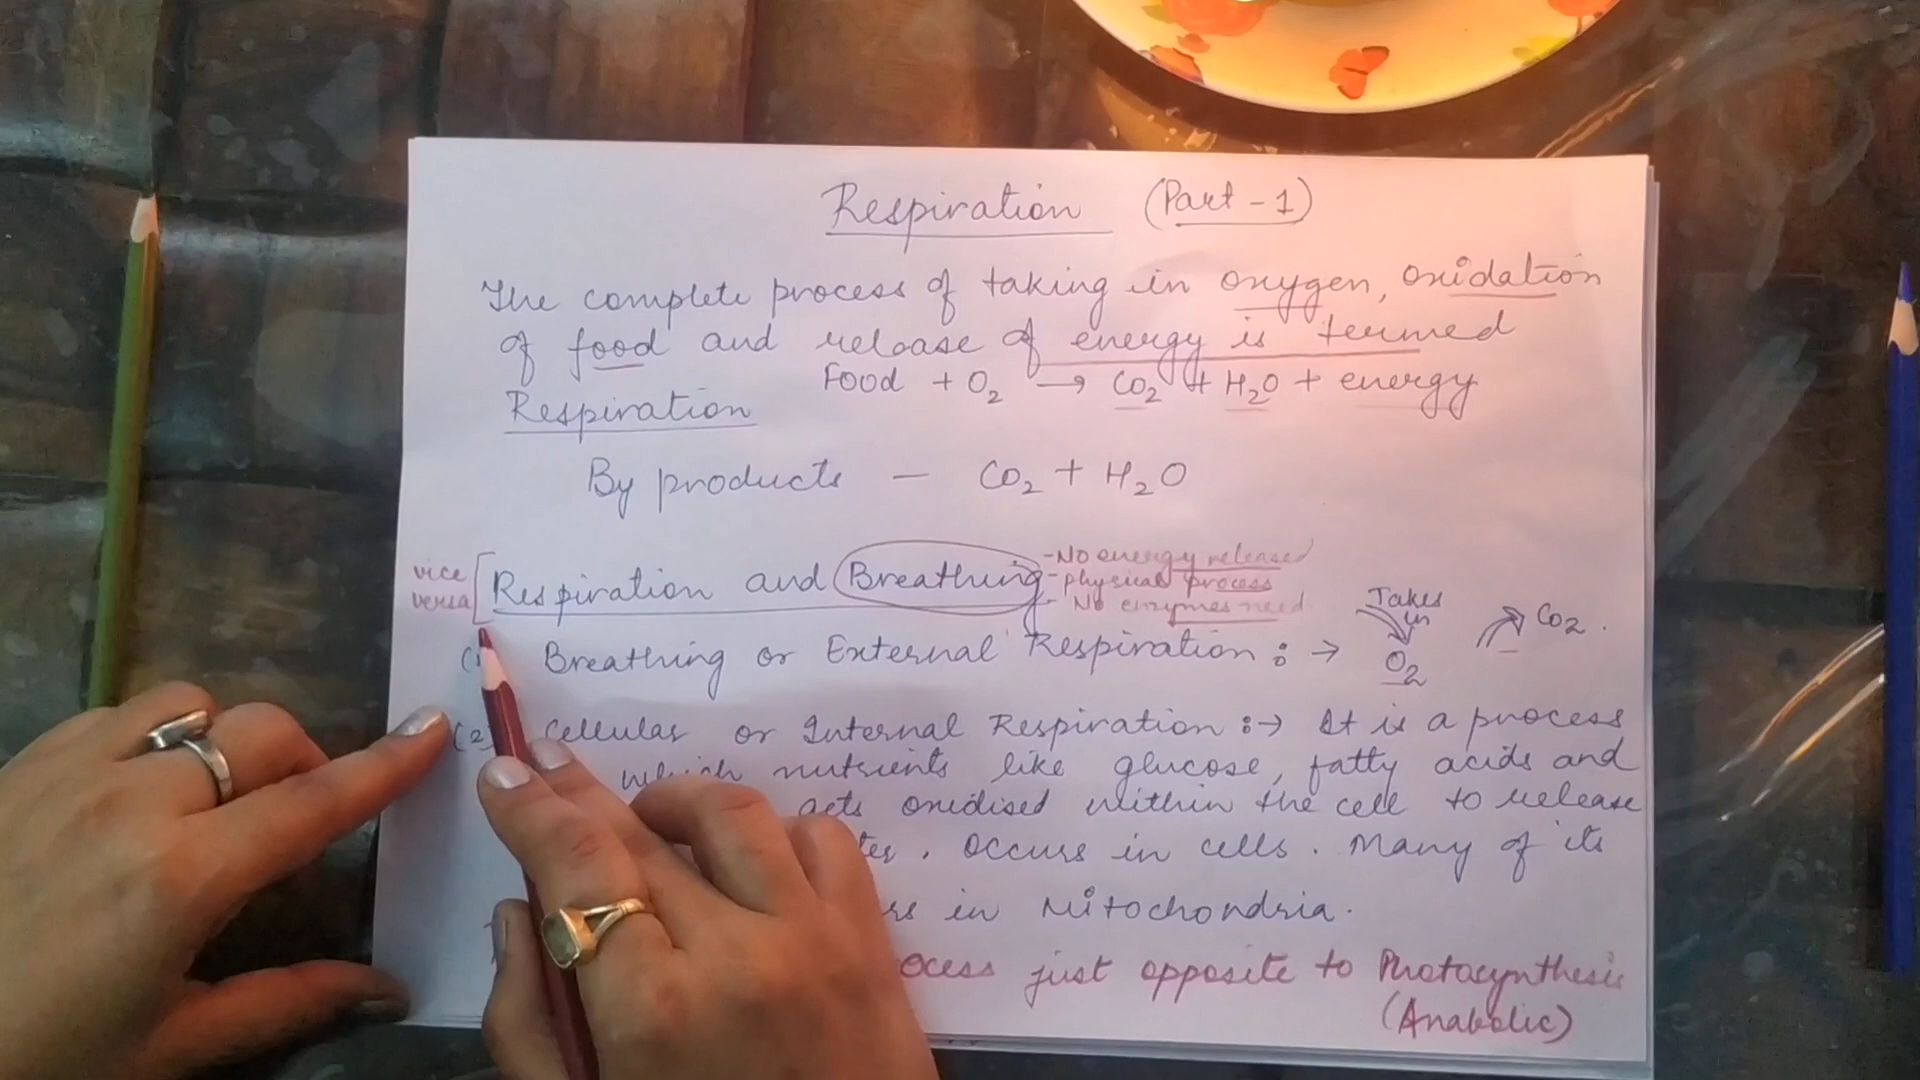 Respiration (Part - 1)
The complete process of taking in oxygen, oxidation
of food and release of energy is termed
Food + O2 → CO2 + H2O + energy
Respiration
By products — CO2 + H2O
vice
versa
Respiration and Breathing
- No energy release
- physical process
- No enzymes need
(1) Breathing or External Respiration : →
Takes
in
O2
CO2 .
(2) Cellular or Internal Respiration : → It is a process
which nutrients like glucose, fatty acids and
gets oxidised within the cell to release
occurs in cells . Many of its
in Mitochondria .
just opposite to Photosynthesis
(Anabolic)